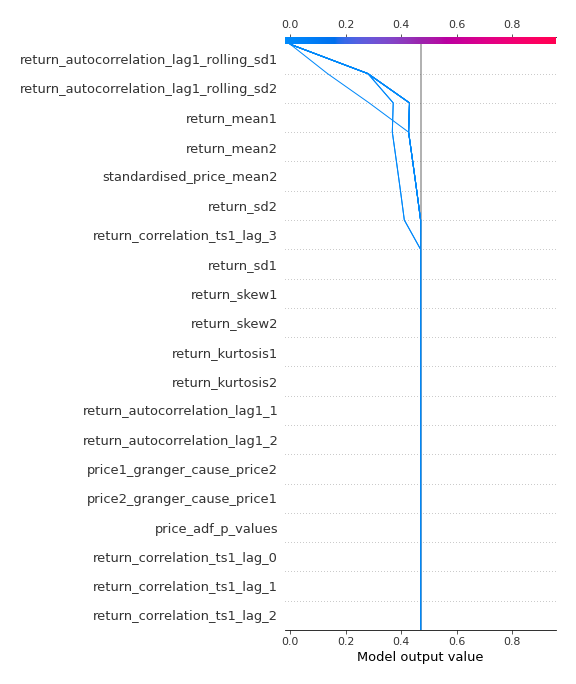 0.0 0.2 0.4 0.6 0.8
return_autocorrelation_lag1_rolling_sd1
return_autocorrelation_lag1_rolling_sd2
return_mean1
return_mean2
standardised_price_mean2
return_sd2
return_correlation_ts1_lag_3
return_sd1
return_skew1
return_skew2
return_kurtosis1
return_kurtosis2
return_autocorrelation_lag1_1
return_autocorrelation_lag1_2
price1_granger_cause_price2
price2_granger_cause_price1
price_adf_p_values
return_correlation_ts1_lag_0
return_correlation_ts1_lag_1
return_correlation_ts1_lag_2
0.0 0.2 0.4 0.6 0.8
Model output value